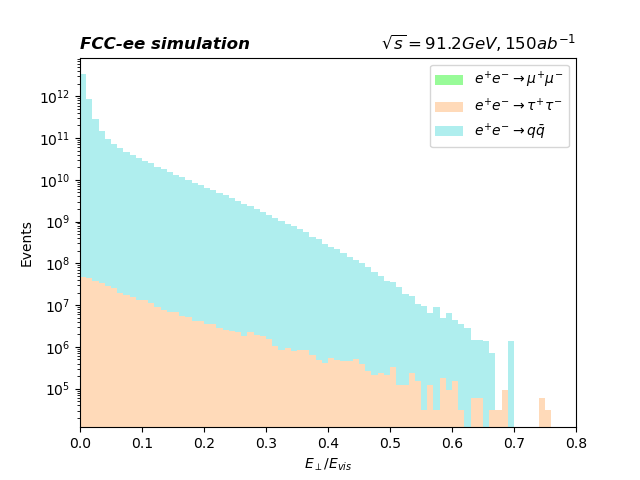 FCC-ee simulation
√s = 91.2GeV, 150ab⁻¹
e⁺e⁻ → μ⁺μ⁻
e⁺e⁻ → τ⁺τ⁻
e⁺e⁻ → qq̄
Events
10¹²
10¹¹
10¹⁰
10⁹
10⁸
10⁷
10⁶
10⁵
0.0 0.1 0.2 0.3 0.4 0.5 0.6 0.7 0.8
E⊥/Eᵥᵢₛ